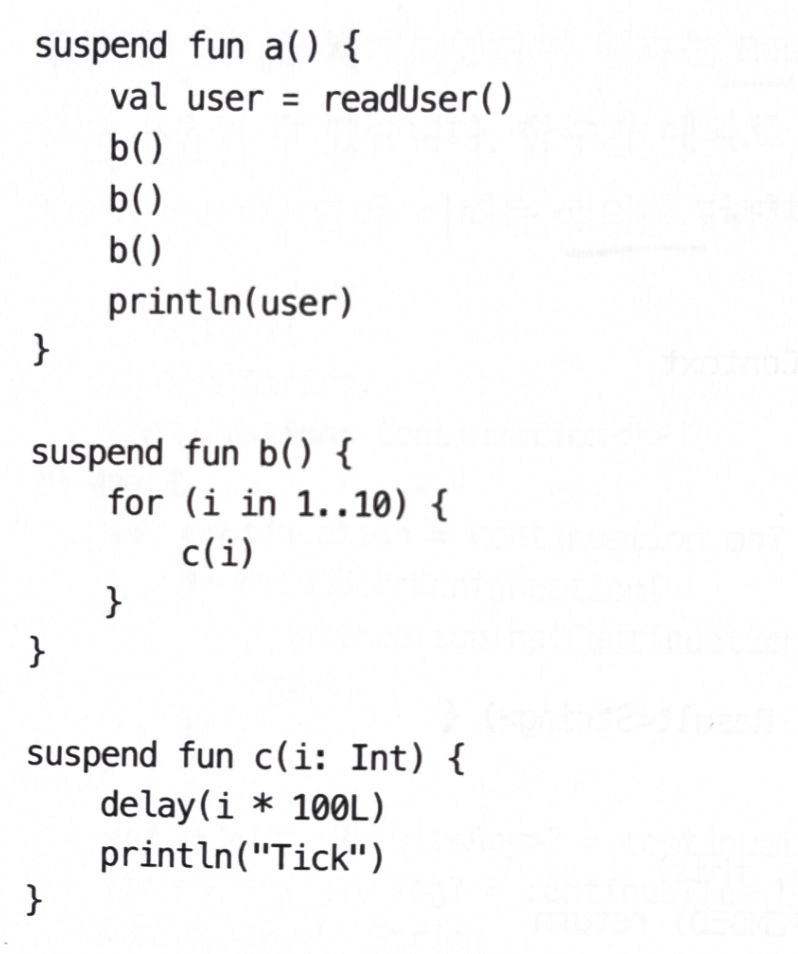 suspend fun a() {
    val user = readUser()
    b()
    b()
    b()
    println(user)
}

suspend fun b() {
    for (i in 1..10) {
        c(i)
    }
}

suspend fun c(i: Int) {
    delay(i * 100L)
    println("Tick")
}